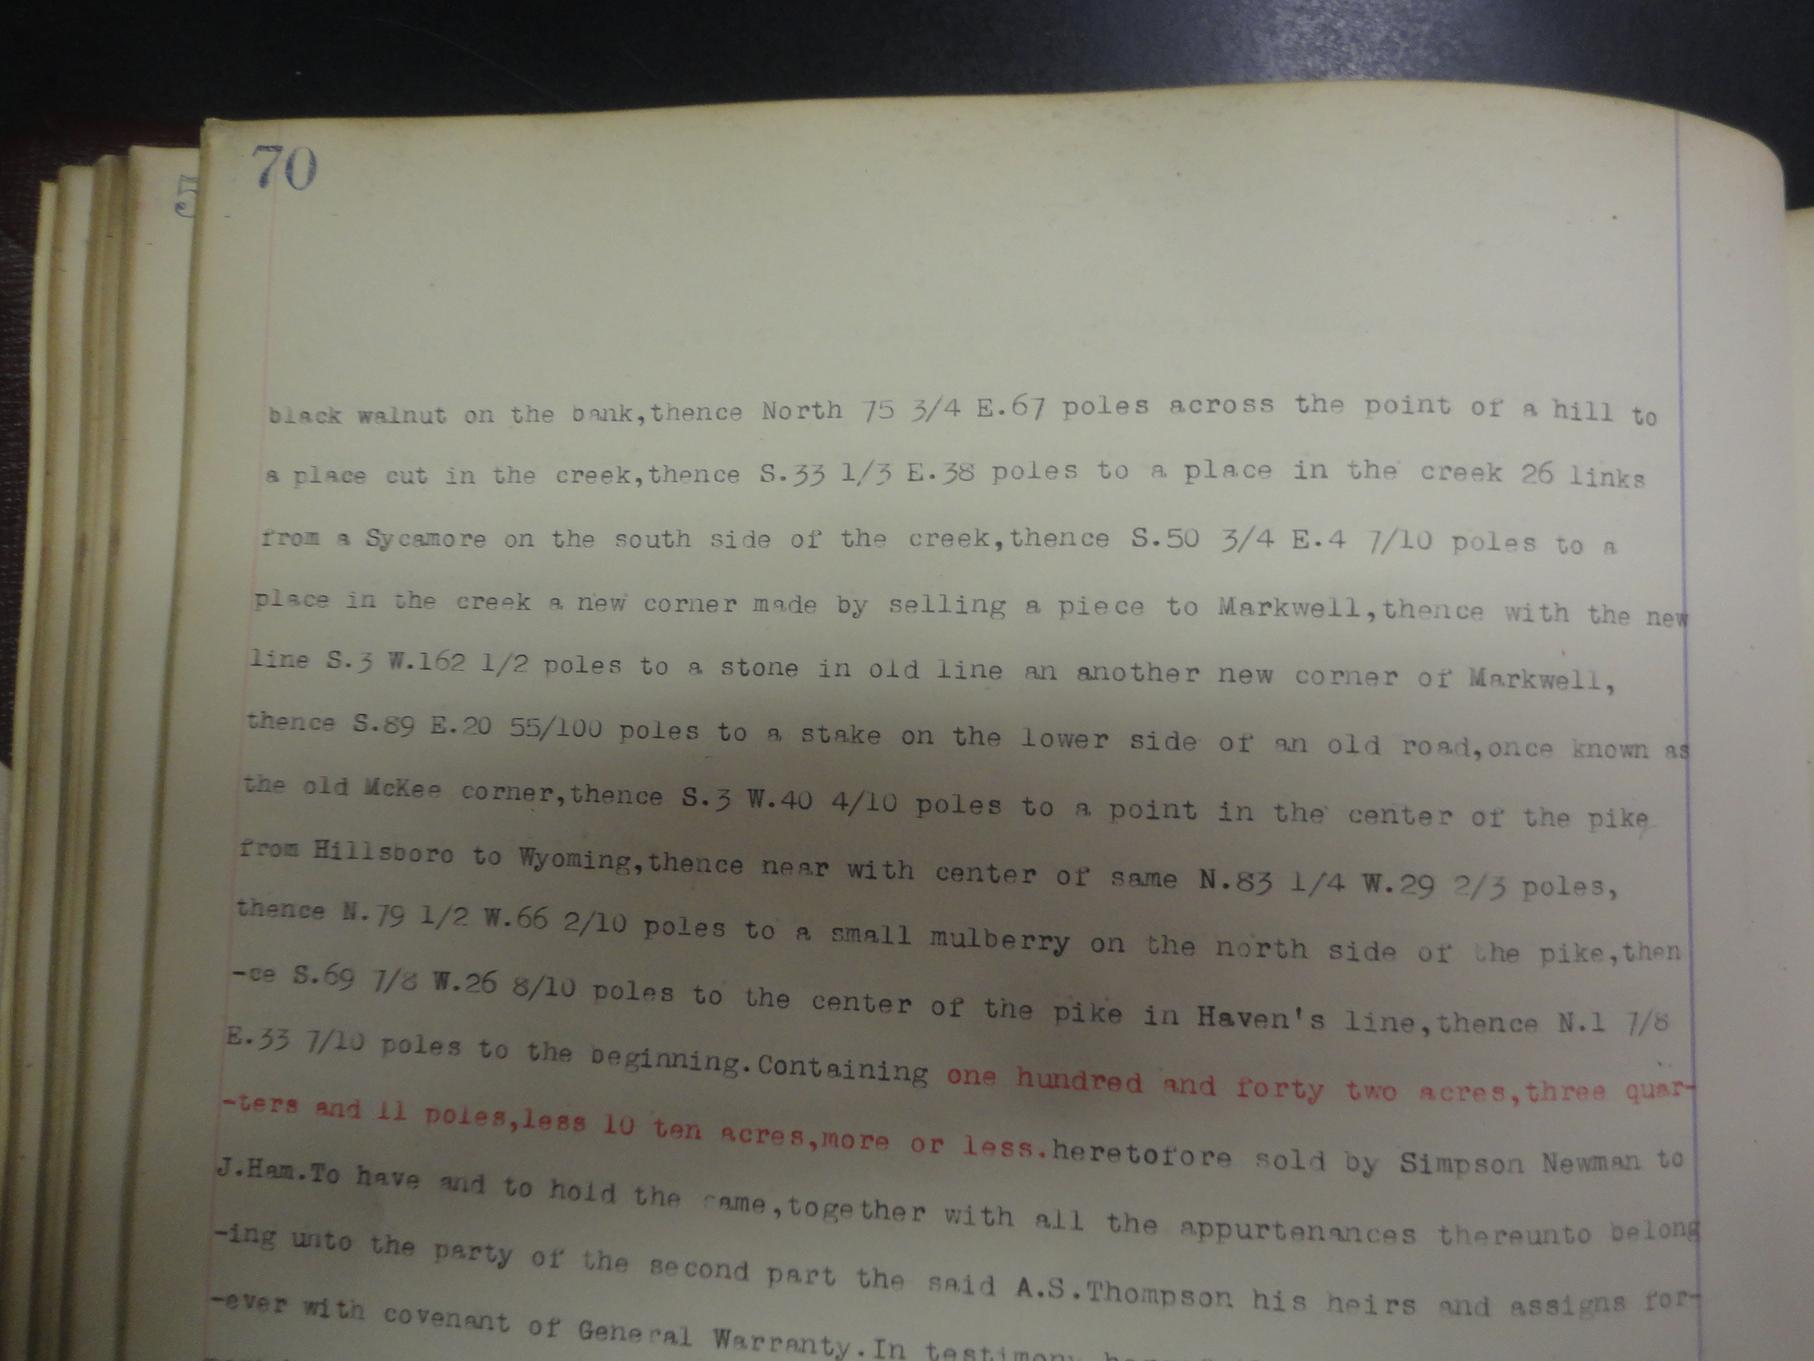 70
black walnut on the bank,thence North 75 3/4 E.67 poles across the point of a hill to
a place cut in the creek,thence S.33 1/3 E.38 poles to a place in the creek 26 links
from a Sycamore on the south side of the creek,thence S.50 3/4 E.4 7/10 poles to a
place in the creek a new corner made by selling a piece to Markwell,thence with the new
line S.3 W.162 1/2 poles to a stone in old line an another new corner of Markwell,
thence S.89 E.20 55/100 poles to a stake on the lower side of an old road,once known as
the old McKee corner,thence S.3 W.40 4/10 poles to a point in the center of the pike
from Hillsboro to Wyoming,thence near with center of same N.83 1/4 W.29 2/3 poles,
thence N.79 1/2 W.66 2/10 poles to a small mulberry on the north side of the pike,then
-ce S.69 7/8 W.26 8/10 poles to the center of the pike in Haven's line,thence N.1 7/8
E.33 7/10 poles to the beginning.Containing one hundred and forty two acres,three quar-
-ters and 11 poles,less 10 ten acres,more or less.heretofore sold by Simpson Newman to
J.Ham.To have and to hold the same,together with all the appurtenances thereunto belong
-ing unto the party of the second part the said A.S.Thompson his heirs and assigns for-
-ever with covenant of General Warranty.In testimony